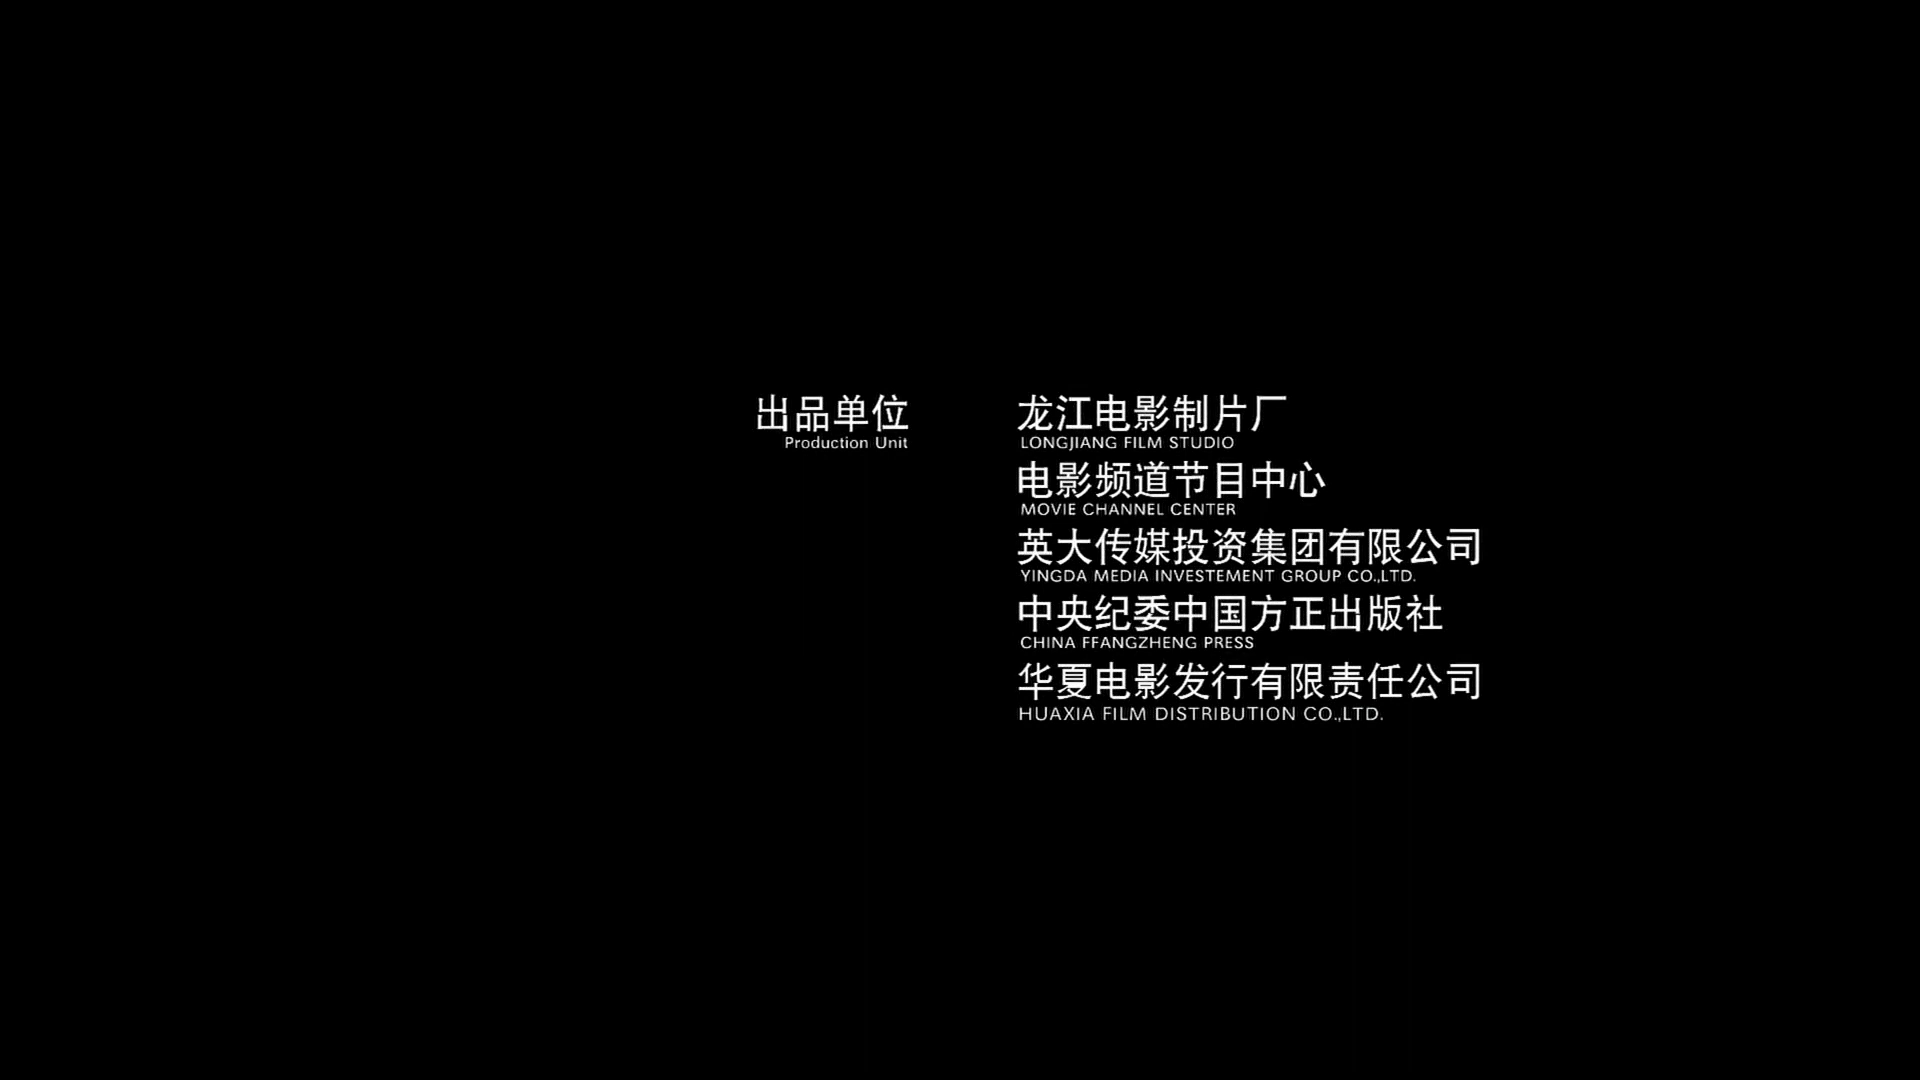 出品单位
Production Unit
龙江电影制片厂
LONGJIANG FILM STUDIO
电影频道节目中心
MOVIE CHANNEL CENTER
英大传媒投资集团有限公司
YINGDA MEDIA INVESTEMENT GROUP CO.,LTD.
中央纪委中国方正出版社
CHINA FFANGZHENG PRESS
华夏电影发行有限责任公司
HUAXIA FILM DISTRIBUTION CO.,LTD.